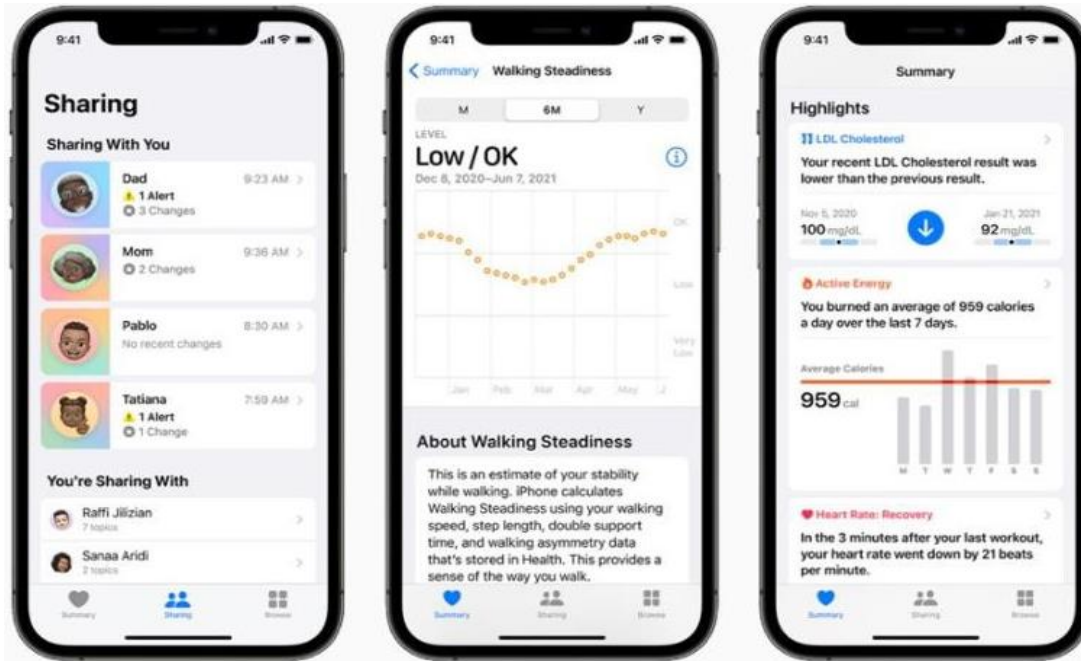 9:41
Sharing
Sharing With You
Dad
9:23 AM
1 Alert
3 Changes
Mom
9:36 AM
2 Changes
Pablo
8:30 AM
No recent changes
Tatiana
7:59 AM
1 Alert
1 Change
You're Sharing With
Raffi Jilizian
7 topics
Sanaa Aridi
2 topics
Summary Sharing Browse
9:41
Summary Walking Steadiness
M 6M Y
LEVEL
Low / OK
Dec 8, 2020–Jun 7, 2021
OK
Low
Very
Low
Jan Feb Mar Apr May J
About Walking Steadiness
This is an estimate of your stability
while walking. iPhone calculates
Walking Steadiness using your walking
speed, step length, double support
time, and walking asymmetry data
that's stored in Health. This provides a
sense of the way you walk.
Summary Sharing Browse
9:41
Summary
Highlights
LDL Cholesterol
Your recent LDL Cholesterol result was
lower than the previous result.
Nov 5, 2020
100 mg/dL
Jan 21, 2021
92 mg/dL
Active Energy
You burned an average of 959 calories
a day over the last 7 days.
Average Calories
959 cal
M T W T F S S
Heart Rate: Recovery
In the 3 minutes after your last workout,
your heart rate went down by 21 beats
per minute.
Summary Sharing Browse